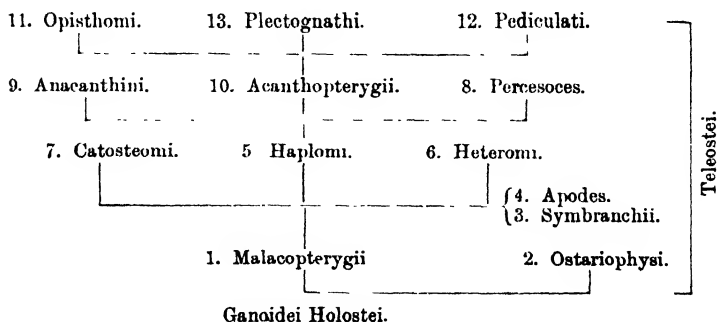 11. Opisthomi. 13. Plectognathi. 12. Pediculati.
9. Anacanthini. 10. Acanthopterygii. 8. Percesoces.
Teleostei.
7. Catosteomi. 5 Haplomi. 6. Heteromi.
4. Apodes.
3. Symbranchii.
1. Malacopterygii 2. Ostariophysi.
Ganoidei Holostei.